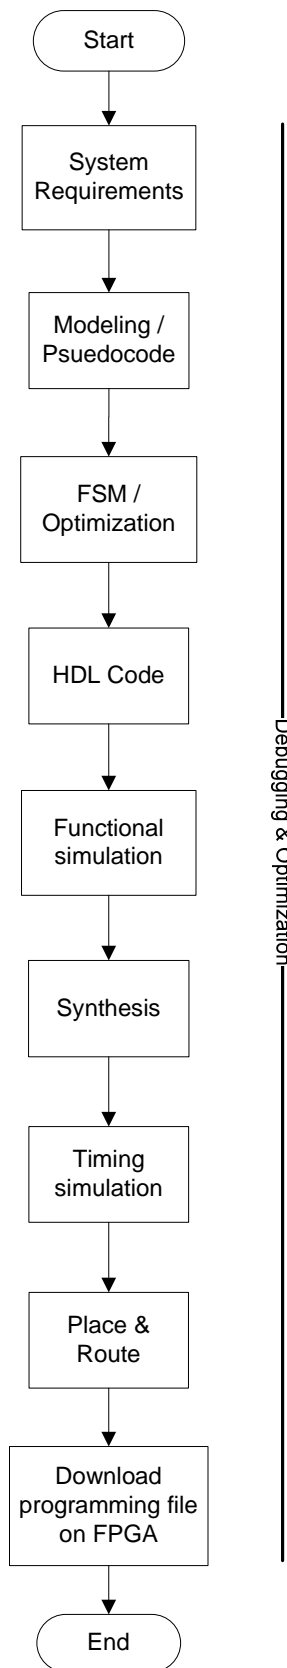 Start
System
Requirements
Modeling /
Psuedocode
FSM /
Optimization
HDL Code
Functional
simulation
Synthesis
Timing
simulation
Place &
Route
Download
programming file
on FPGA
End
Debugging & Optimization